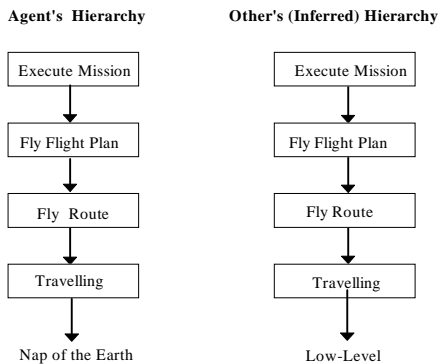 Agent's Hierarchy
Execute Mission
Fly Flight Plan
Fly Route
Travelling
Nap of the Earth
Other's (Inferred) Hierarchy
Execute Mission
Fly Flight Plan
Fly Route
Travelling
Low-Level